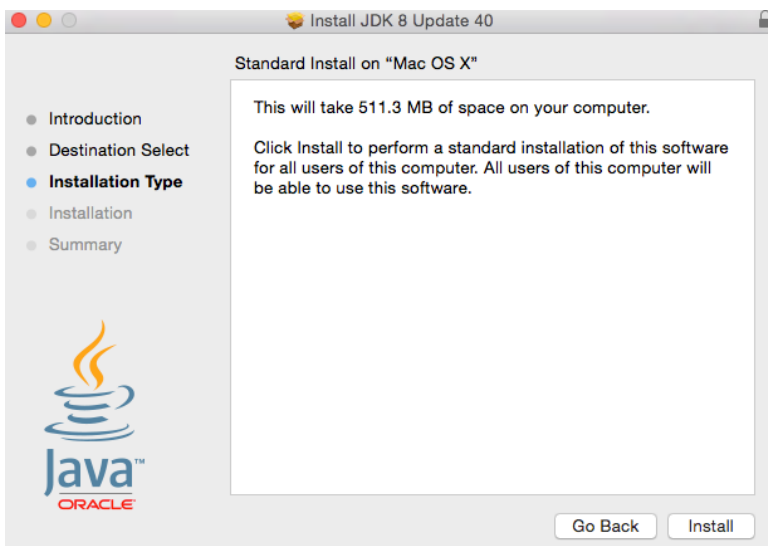 Install JDK 8 Update 40
Standard Install on “Mac OS X”
Introduction
Destination Select
Installation Type
Installation
Summary
This will take 511.3 MB of space on your computer.
Click Install to perform a standard installation of this software
for all users of this computer. All users of this computer will
be able to use this software.
Java™
ORACLE
Go Back
Install